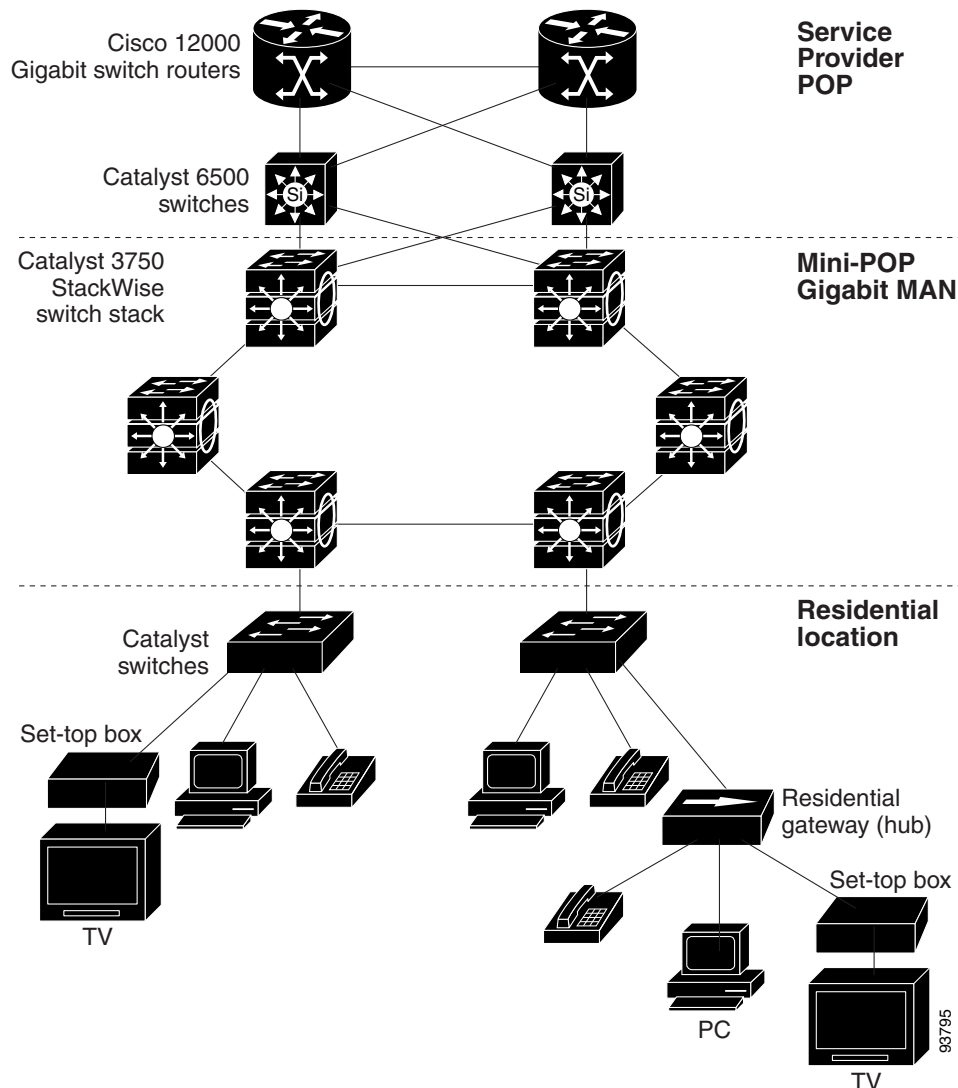 Cisco 12000
Gigabit switch routers
Service
Provider
POP
Catalyst 6500
switches
Si
Si
Catalyst 3750
StackWise
switch stack
Mini-POP
Gigabit MAN
Residential
location
Catalyst
switches
Set-top box
TV
Residential
gateway (hub)
Set-top box
PC
TV
93795